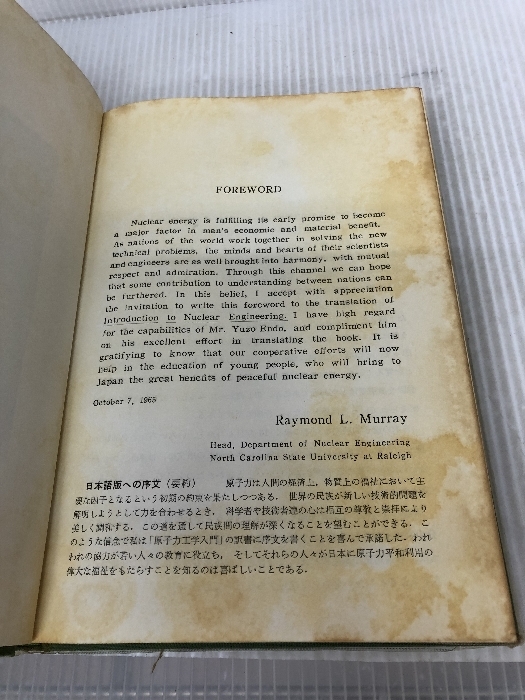 FOREWORD
Nuclear energy is fulfilling its early promise to become
a major factor in man's economic and material benefit.
As nations of the world work together in solving the new
technical problems, the minds and hearts of their scientists
and engineers are as well brought into harmony, with mutual
respect and admiration. Through this channel we can hope
that some contribution to understanding between nations can
be furthered. In this belief, I accept with appreciation
the invitation to write this foreword to the translation of
Introduction to Nuclear Engineering. I have high regard
for the capabilities of Mr. Yuzo Endo, and compliment him
on his excellent effort in translating the book. It is
gratifying to know that our cooperative efforts will now
help in the education of young people, who will bring to
Japan the great benefits of peaceful nuclear energy.
October 7, 1965
Raymond L. Murray
Head, Department of Nuclear Engineering
North Carolina State University at Raleigh
日本語版への序文（要約） 原子力は人間の経済上，物質上の福祉において主
要な因子となるという初期の約束を果たしつつある．世界の民族が新しい技術的問題を
解明しようとして力を合わせるとき，科学者や技術者達の心は相互の尊敬と崇拝により
美しく調和する．この道を通して民族間の理解が深くなることを望むことができる．こ
のような信念で私は「原子力工学入門」の訳書に序文を書くことを喜んで承諾した．われ
われの協力が若い人々の教育に役立ち，そしてそれらの人々が日本に原子力平和利用の
偉大な福祉をもたらすことを知るのは喜ばしいことである．